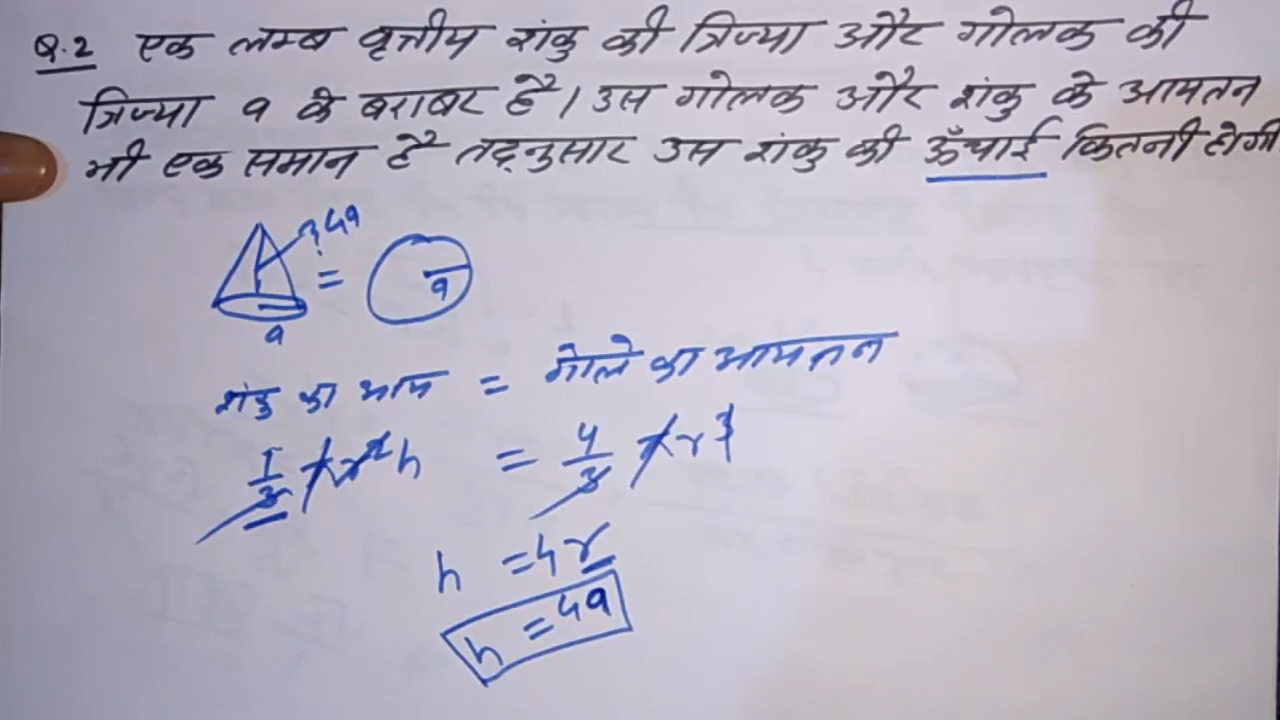 Q.2 एक लम्ब वृत्तीय शंकु की त्रिज्या और गोलक की
त्रिज्या a के बराबर है। उस गोलक और शंकु के आयतन
भी एक समान है तद्नुसार उस शंकु की ऊँचाई कितनी होगी
?4a
= a
a
शंकु का आय = गोले का आयतन
1/3 πr²h = 4/3 πr³
h = 4r
h = 4a